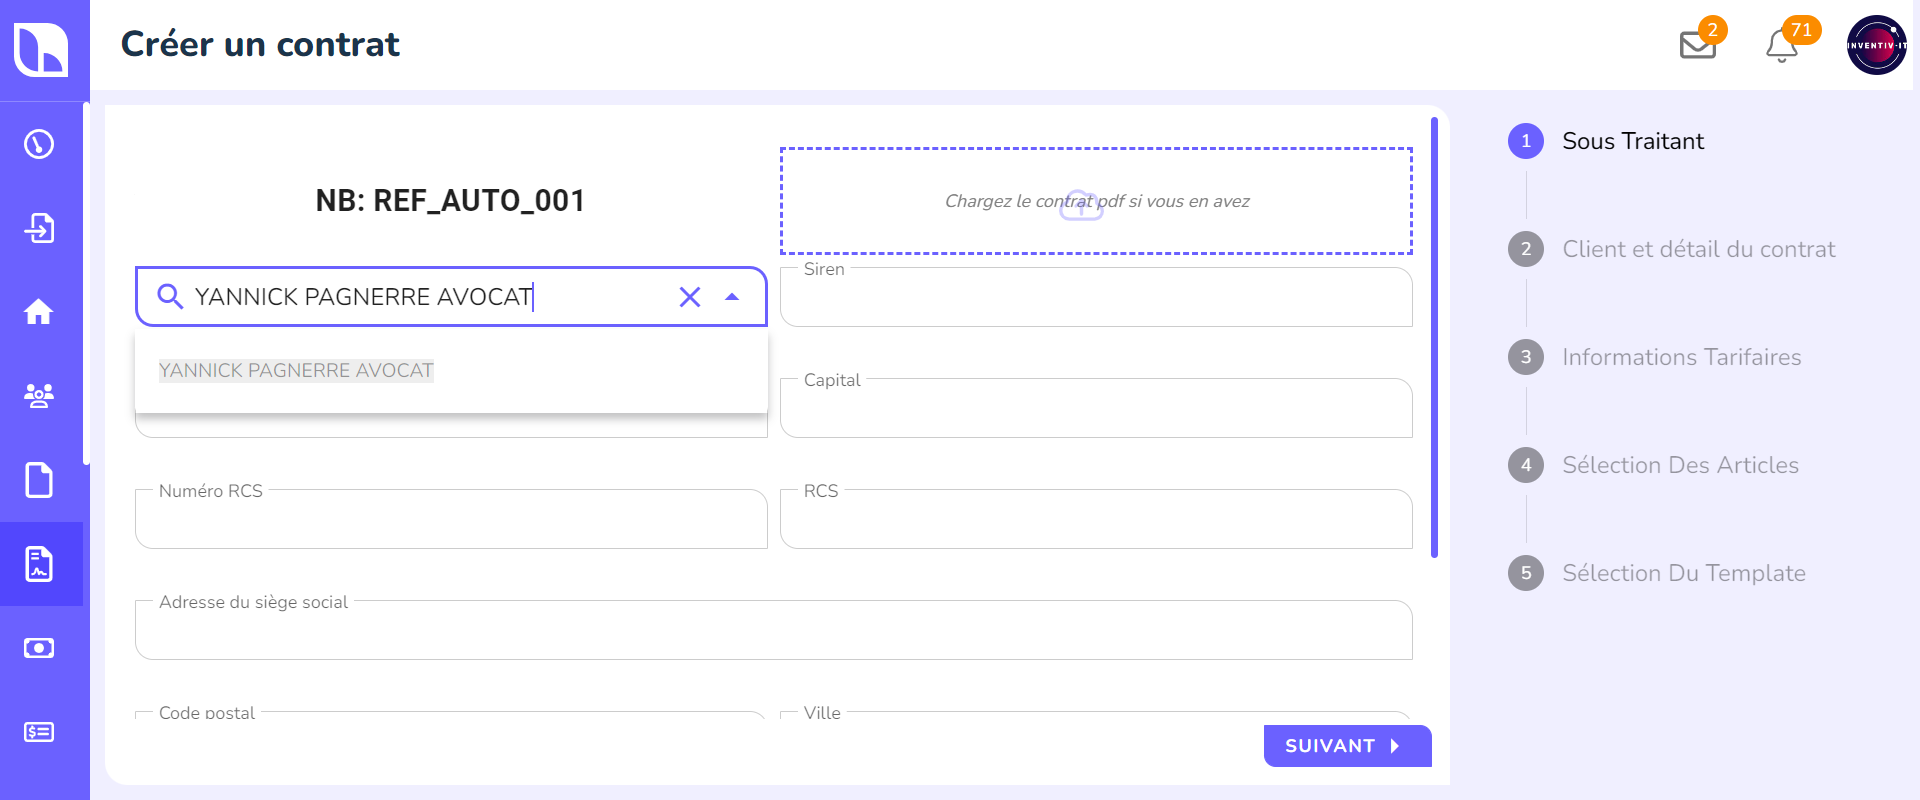 Créer un contrat
2
71
INVENTIV-IT
NB: REF_AUTO_001
Chargez le contrat pdf si vous en avez
YANNICK PAGNERRE AVOCAT
Siren
YANNICK PAGNERRE AVOCAT
Capital
Numéro RCS
RCS
Adresse du siège social
Code postal
Ville
SUIVANT
1 Sous Traitant
2 Client et détail du contrat
3 Informations Tarifaires
4 Sélection Des Articles
5 Sélection Du Template